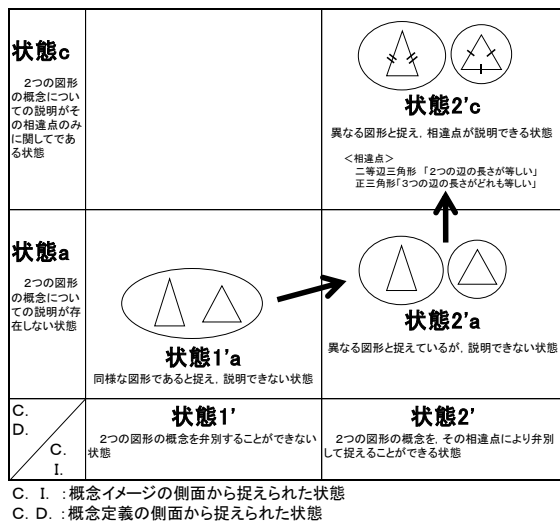 状態c
2つの図形
の概念につい
ての説明がそ
の相違点のみ
に関してであ
る状態
状態2'c
異なる図形と捉え，相違点が説明できる状態
＜相違点＞
二等辺三角形 「2つの辺の長さが等しい」
正三角形「3つの辺の長さがどれも等しい」
状態a
2つの図形
の概念につい
ての説明が存
在しない状態
状態1'a
同様な図形であると捉え，説明できない状態
状態2'a
異なる図形と捉えているが，説明できない状態
C.
D.
C.
I.
状態1'
2つの図形の概念を弁別することができない
状態
状態2'
2つの図形の概念を，その相違点により弁別
して捉えることができる状態
C. I. ：概念イメージの側面から捉えられた状態
C. D. ：概念定義の側面から捉えられた状態